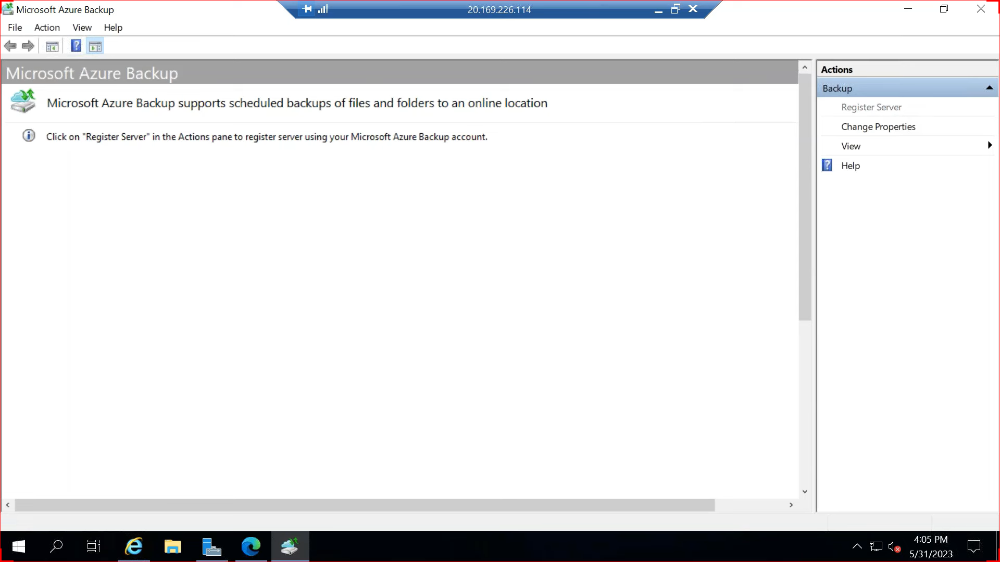 Microsoft Azure Backup
20.169.226.114
File Action View Help
Microsoft Azure Backup
Microsoft Azure Backup supports scheduled backups of files and folders to an online location
Click on "Register Server" in the Actions pane to register server using your Microsoft Azure Backup account.
Actions
Backup
Register Server
Change Properties
View
Help
4:05 PM
5/31/2023